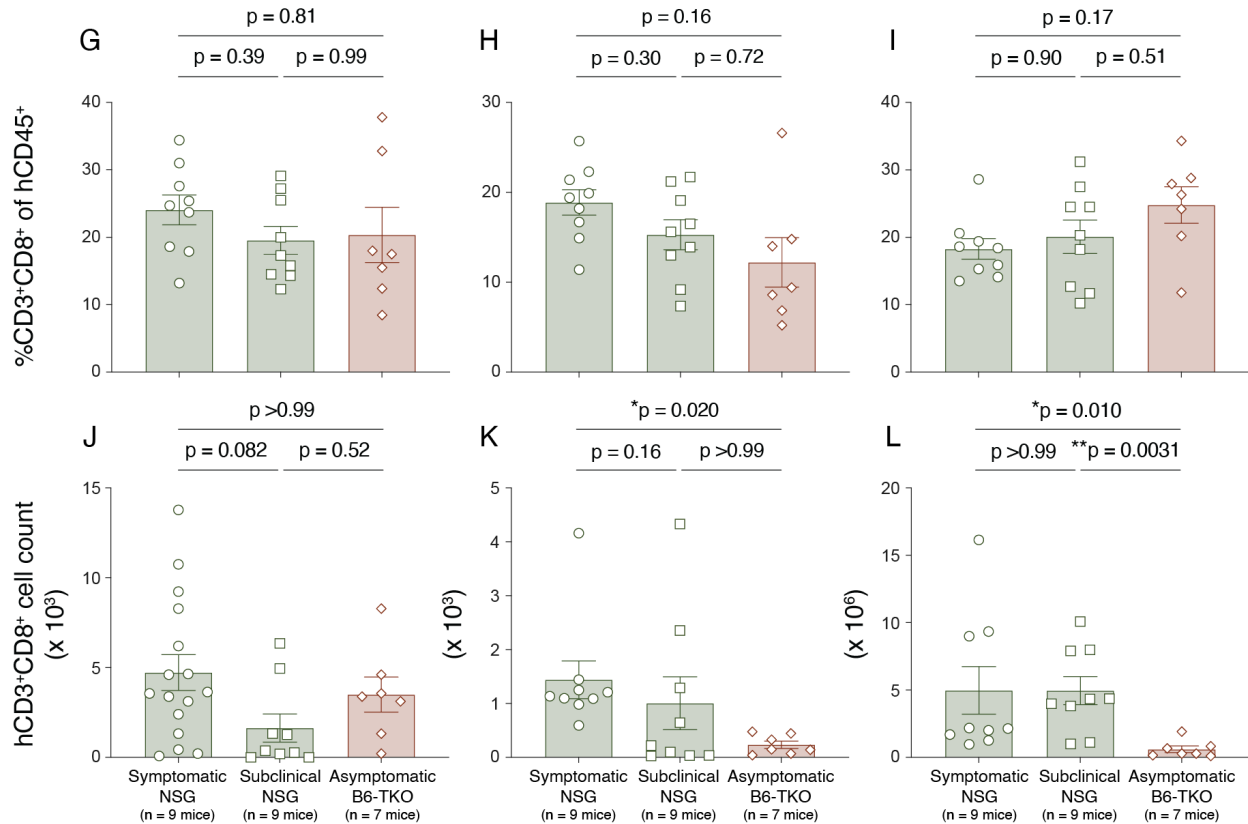 G
p = 0.81
p = 0.39
p = 0.99
%CD3⁺CD8⁺ of hCD45⁺
40
30
20
10
0
H
p = 0.16
p = 0.30
p = 0.72
30
20
10
0
I
p = 0.17
p = 0.90
p = 0.51
40
30
20
10
0
J
p >0.99
p = 0.082
p = 0.52
hCD3⁺CD8⁺ cell count
(x 10³)
15
10
5
0
Symptomatic
NSG
(n = 9 mice)
Subclinical
NSG
(n = 9 mice)
Asymptomatic
B6-TKO
(n = 7 mice)
K
*p = 0.020
p = 0.16
p >0.99
(x 10³)
5
4
3
2
1
0
Symptomatic
NSG
(n = 9 mice)
Subclinical
NSG
(n = 9 mice)
Asymptomatic
B6-TKO
(n = 7 mice)
L
*p = 0.010
p >0.99
**p = 0.0031
(x 10⁶)
20
15
10
5
0
Symptomatic
NSG
(n = 9 mice)
Subclinical
NSG
(n = 9 mice)
Asymptomatic
B6-TKO
(n = 7 mice)